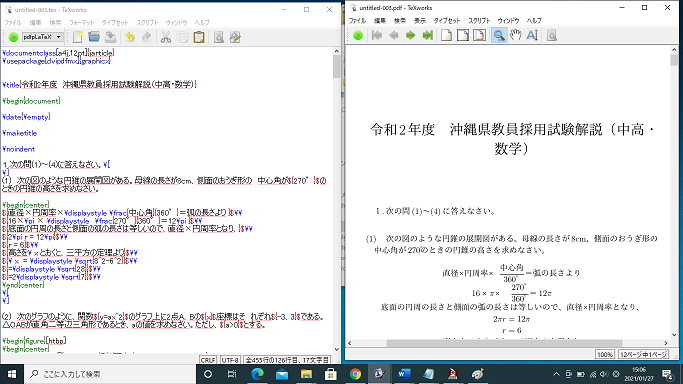 untitled-003.tex - TeXworks
ファイル 編集 検索 フォーマット タイプセット スクリプト ウィンドウ ヘルプ
pdfpLaTeX
¥documentclass[a4j,12pt]{jarticle}
¥usepackage[dvipdfmx]{graphicx}
¥title{令和2年度　沖縄県教員採用試験解説（中高・数学）}
¥begin{document}
¥date{¥empty}
¥maketitle
¥noindent
１.次の問(1)～(4)に答えなさい。¥[
¥]
(1)　次の図のような円錐の展開図がある。母線の長さが8cm、側面のおうぎ形の　中心角が${270°}$のときの円錐の高さを求めなさい。
¥begin{center}
$直径×円周率×¥displaystyle ¥frac{中心角}{360°}＝弧の長さより$¥¥
$16×¥pi × ¥displaystyle ¥frac{270°}{360°}＝12¥pi$¥¥
$底面の円周の長さと側面の弧の長さは等しいので、直径×円周率となり、$¥¥
$2¥pi r = 12¥pi$¥¥
$r = 6$¥¥
$高さを¥ xとおくと、三平方の定理より$¥¥
$¥ x = ¥displaystyle ¥sqrt{8^2-6^2}$¥¥
$=¥displaystyle ¥sqrt{28}$¥¥
$=2¥displaystyle ¥sqrt{7}$¥¥
¥end{center}
¥[
¥]
(2)　次のグラフのように、関数${y=ax^2}$のグラフ上に2点A、Bの${x}$座標はそ　れぞれ${-3, 3}$である。△OABが直角二等辺三角形であるとき、aの値を求めなさい。ただし、${a>0}$とする。
¥begin{figure}[htbp]
¥begin{center}
CRLF UTF-8 全455行の126行目、17文字目
untitled-003.pdf - TeXworks
ファイル 編集 検索 表示 タイプセット スクリプト ウィンドウ ヘルプ
令和２年度　沖縄県教員採用試験解説（中高・
数学）
１.次の問 (1)～(4) に答えなさい。
(1)　次の図のような円錐の展開図がある。母線の長さが 8cm、側面のおうぎ形の
中心角が 270°のときの円錐の高さを求めなさい。
直径×円周率× 中心角/360° ＝弧の長さより
16 × π× 270°/360° ＝ 12π
底面の円周の長さと側面の弧の長さは等しいので、直径×円周率となり、
2πr = 12π
r = 6
100% 12ページ中1ページ
ここに入力して検索
15:06
2021/01/27